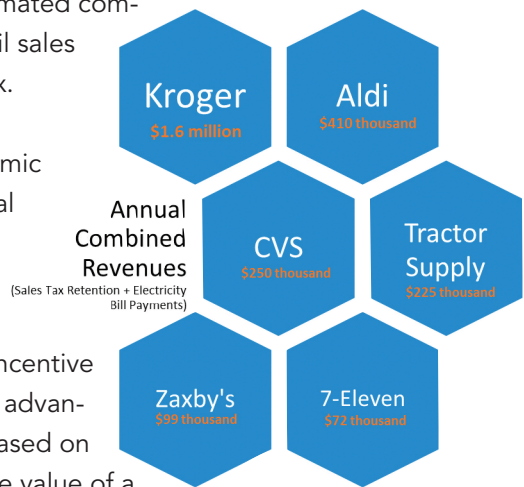 mated com-
il sales
x.
mic
al
ncentive
advan-
ased on
e value of a
Kroger
$1.6 million
Aldi
$410 thousand
Annual
Combined
Revenues
(Sales Tax Retention + Electricity
Bill Payments)
CVS
$250 thousand
Tractor
Supply
$225 thousand
Zaxby's
$99 thousand
7-Eleven
$72 thousand